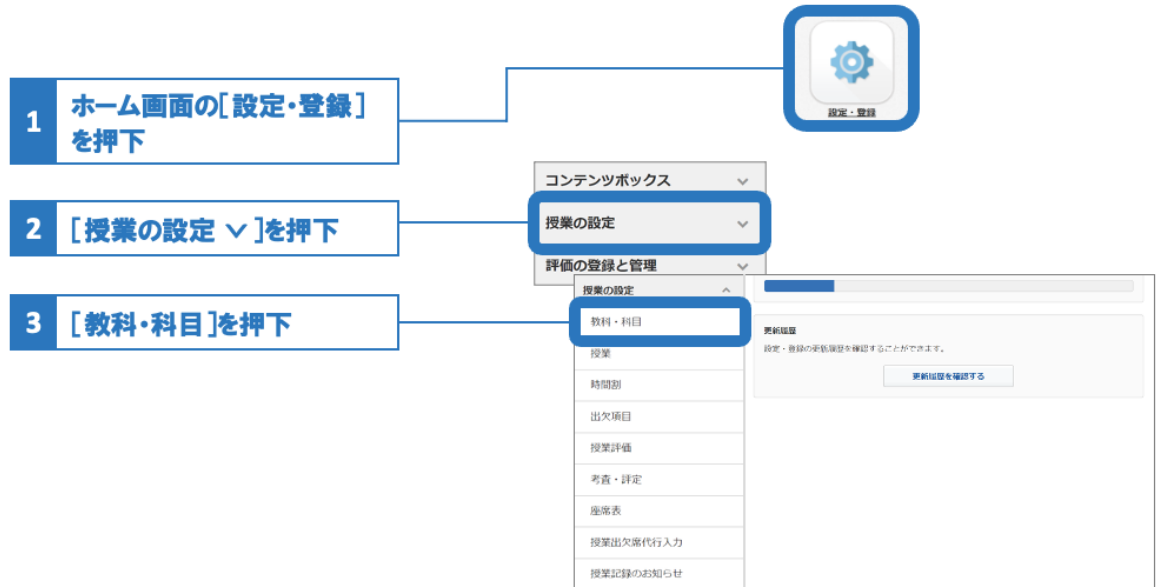 1
ホーム画面の[設定・登録]
を押下
設定・登録
2
[授業の設定 ∨]を押下
3
[教科・科目]を押下
コンテンツボックス
授業の設定
評価の登録と管理
授業の設定
教科・科目
授業
時間割
出欠項目
授業評価
考査・評定
座席表
授業出欠席代行入力
授業記録のお知らせ
更新履歴
設定・登録の更新履歴を確認することができます。
更新履歴を確認する